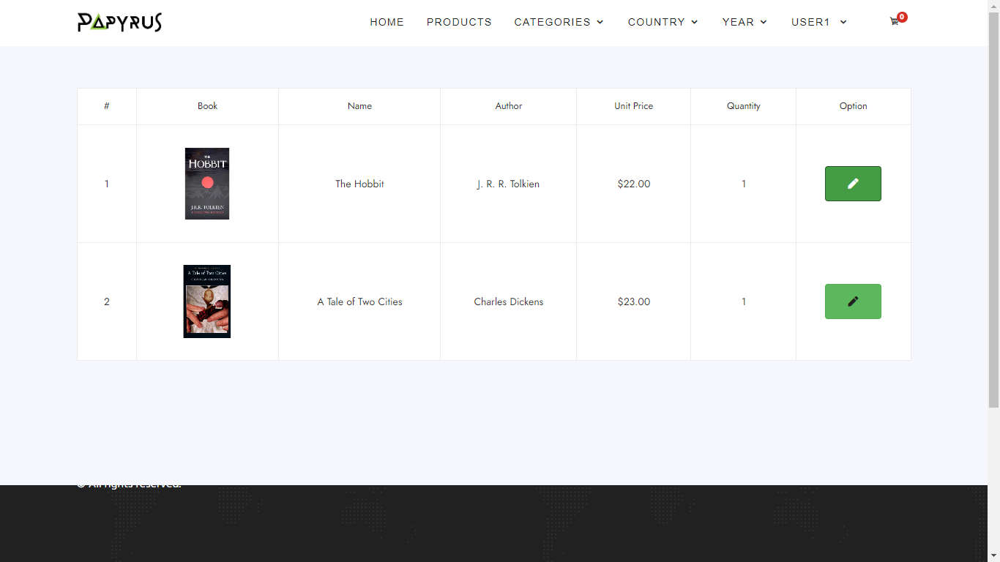 PAPYRUS HOME PRODUCTS CATEGORIES COUNTRY YEAR USER1 0
# Book Name Author Unit Price Quantity Option
THE
HOBBIT
J.R.R. TOLKIEN
1 The Hobbit J. R. R. Tolkien $22.00 1
A Tale of Two Cities
CHARLES DICKENS
2 A Tale of Two Cities Charles Dickens $23.00 1
© All rights reserved.